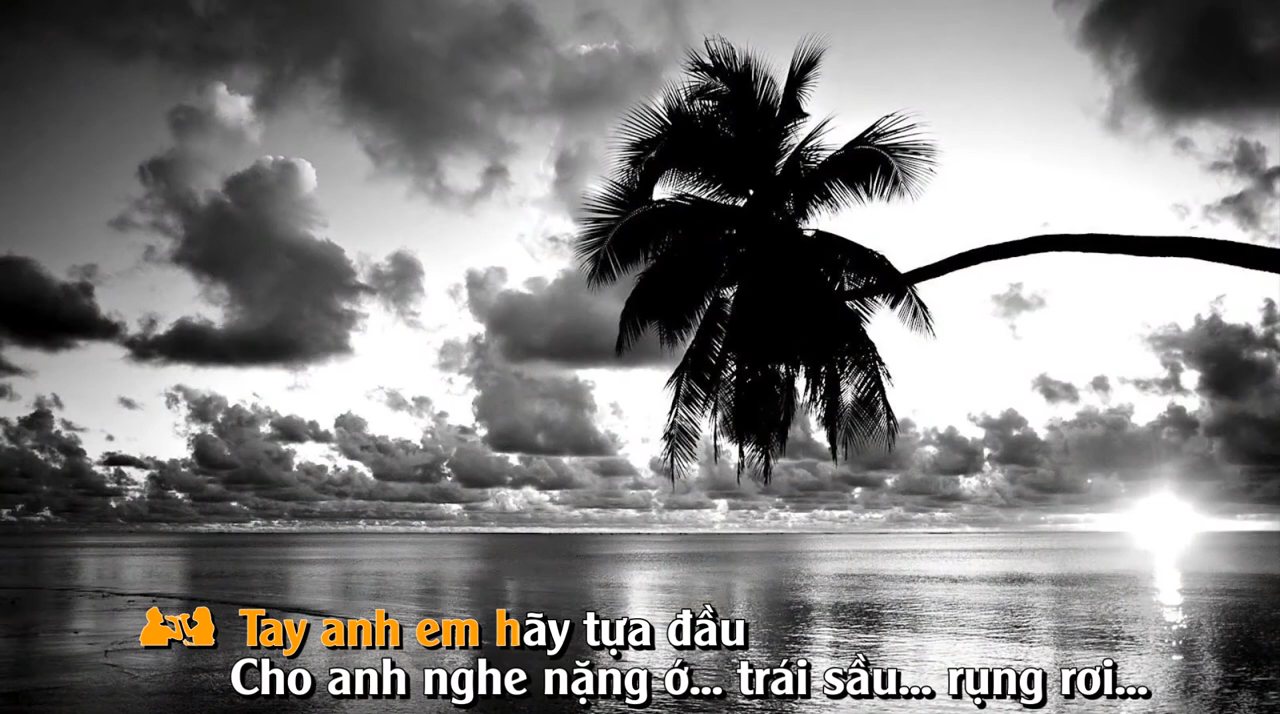 Tay anh em hãy tựa đầu
Cho anh nghe nặng ớ... trái sầu... rụng rơi...